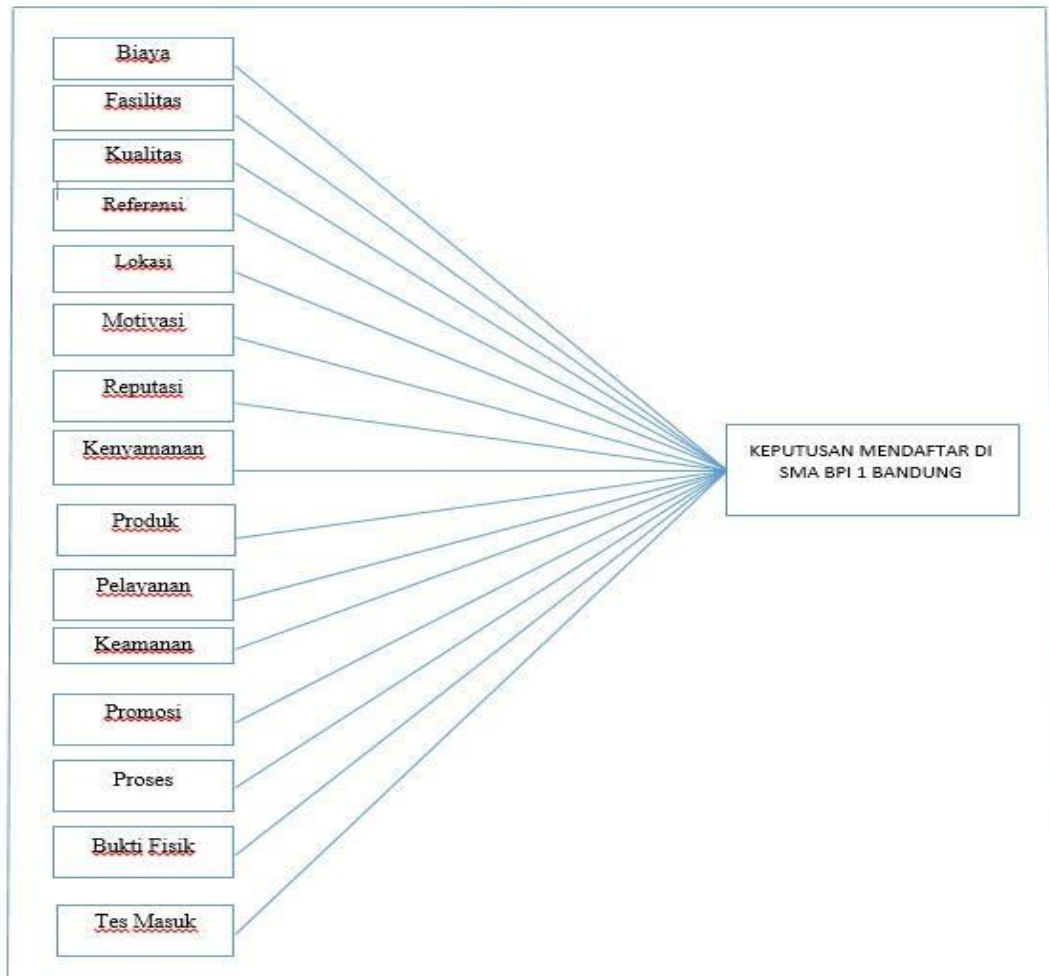 Biaya
Fasilitas
Kualitas
Referensi
Lokasi
Motivasi
Reputasi
Kenyamanan
Produk
Pelayanan
Keamanan
Promosi
Proses
Bukti Fisik
Tes Masuk
KEPUTUSAN MENDAFTAR DI
SMA BPI 1 BANDUNG